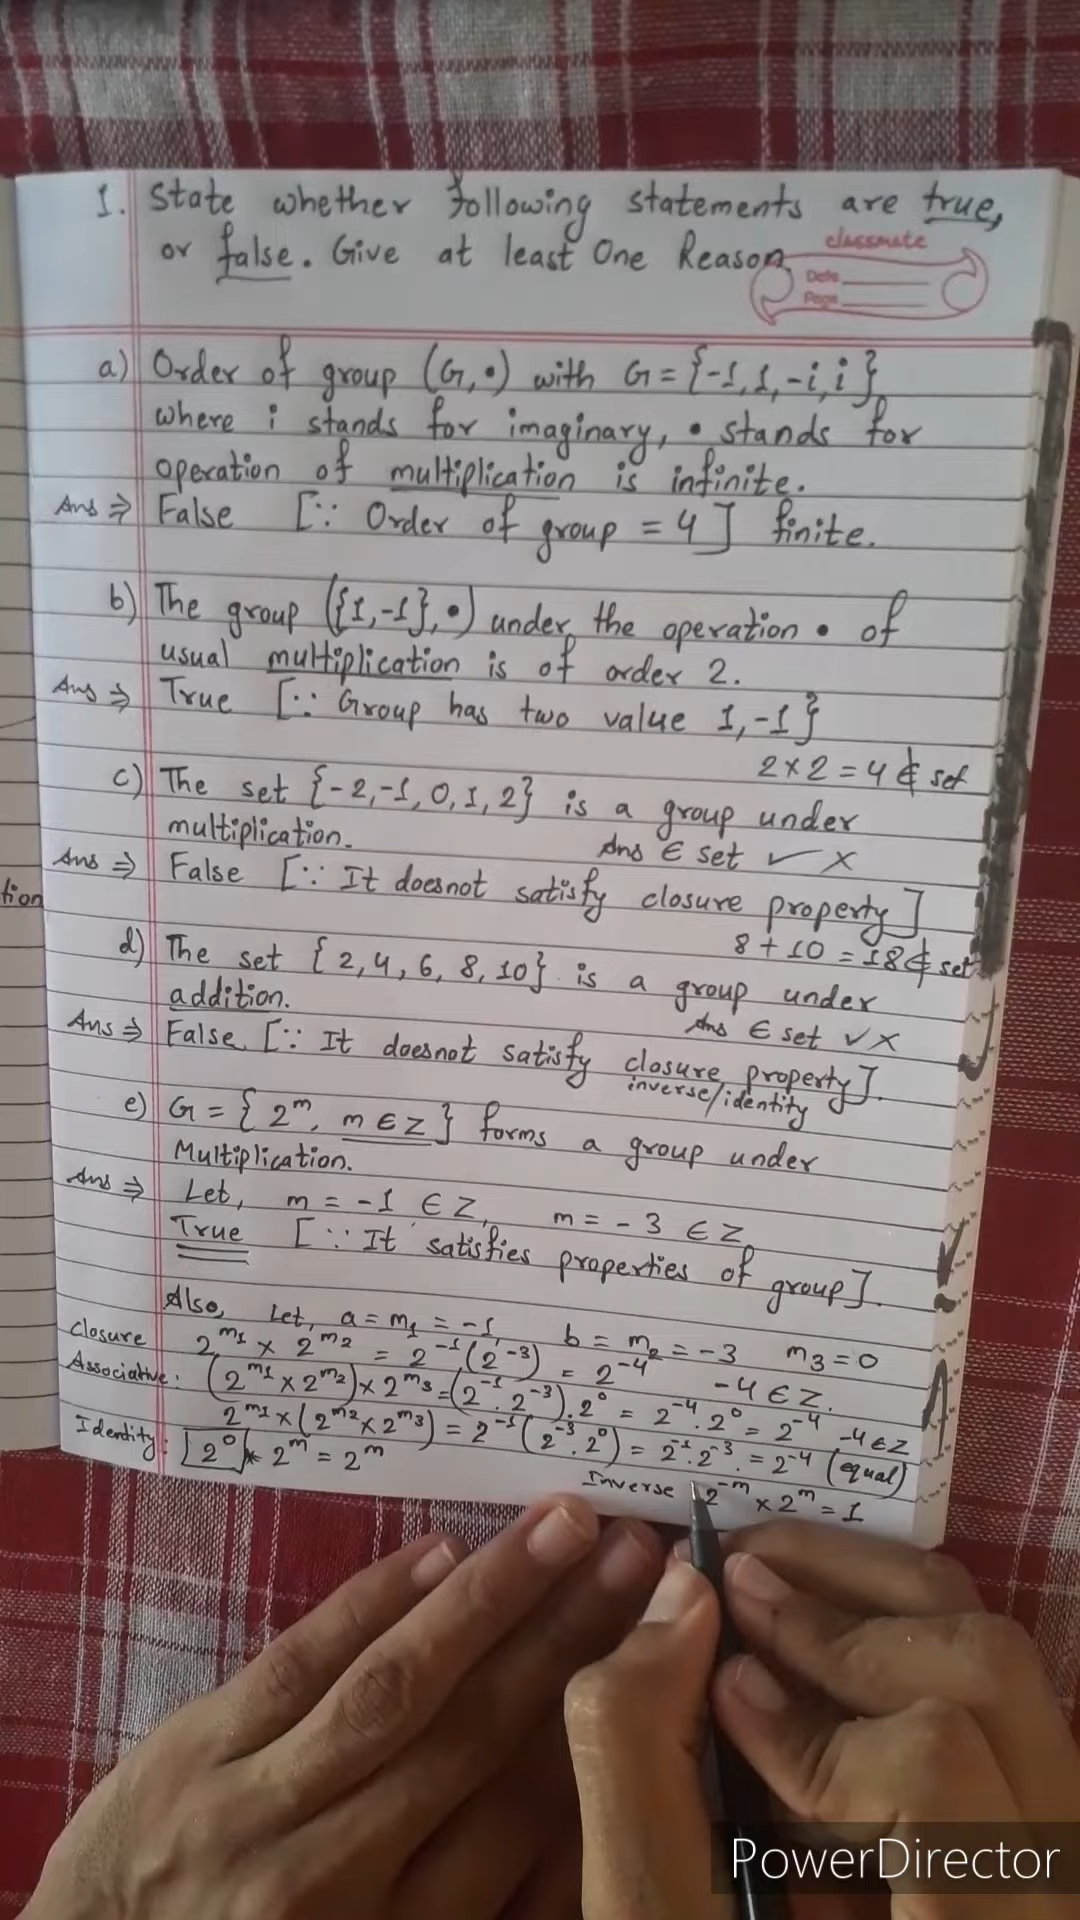 1. State whether following statements are true,
or false. Give at least One Reason.
classmate
Date
Page
a) Order of group (G, •) with G = {-1, 1, -i, i}
where i stands for imaginary, • stands for
operation of multiplication is infinite.
Ans ⇒ False [∵ Order of group = 4] finite.
b) The group ({1,-1}, •) under the operation • of
usual multiplication is of order 2.
Ans ⇒ True [∵ Group has two value 1, -1}
2 × 2 = 4 ∉ set
c) The set {-2, -1, 0, 1, 2} is a group under
multiplication.
Ans ∈ set ✓ ×
Ans ⇒ False [∵ It doesnot satisfy closure property]
tion
8 + 10 = 18 ∉ set
d) The set {2, 4, 6, 8, 10} is a group under
addition.
Ans ∈ set ✓ ×
Ans ⇒ False [∵ It doesnot satisfy closure property].
inverse/identity
e) G = {2^m, m ∈ Z} forms a group under
Multiplication.
Ans ⇒ Let, m = -1 ∈ Z, m = -3 ∈ Z
True [∵ It satisfies properties of group].
Also, Let, a = m₁ = -1, b = m₂ = -3 m₃ = 0
Closure 2^m₁ × 2^m₂ = 2^-1 (2^-3) = 2^-4 -4 ∈ Z.
Associative: (2^m₁ × 2^m₂) × 2^m₃ = (2^-1 . 2^-3) . 2^0 = 2^-4 . 2^0 = 2^-4 -4 ∈ Z
2^m₁ × (2^m₂ × 2^m₃) = 2^-1 (2^-3 . 2^0) = 2^-1 . 2^-3 . = 2^-4 (equal)
Identity: 2^0 * 2^m = 2^m
Inverse 2^-m × 2^m = 1
PowerDirector